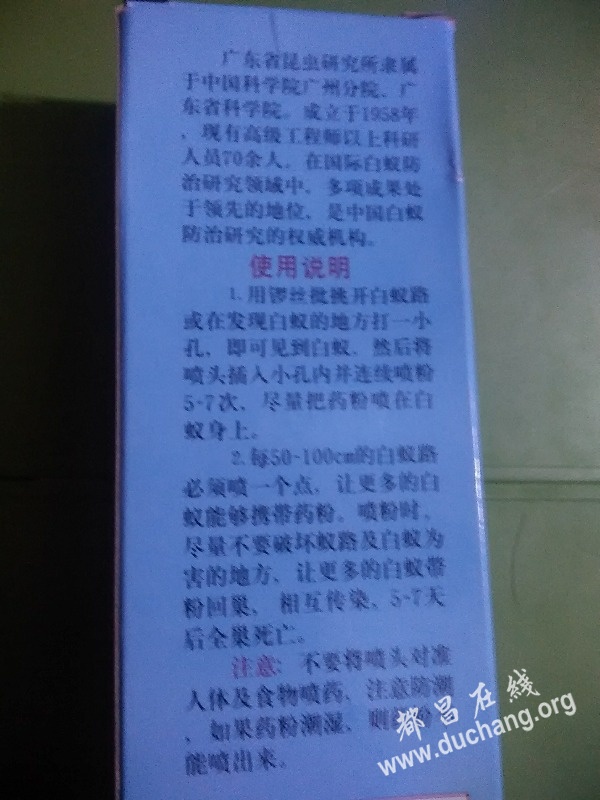 广东省昆虫研究所隶属
于中国科学院广州分院、广
东省科学院。成立于1958年
，现有高级工程师以上科研
人员70余人。在国际白蚁防
治研究领域中，多项成果处
于领先的地位，是中国白蚁
防治研究的权威机构。
使用说明
1.用锣丝批挑开白蚁路
或在发现白蚁的地方打一小
孔，即可见到白蚁，然后将
喷头插入小孔内并连续喷粉
5-7次，尽量把药粉喷在白
蚁身上。
2.每50-100cm的白蚁路
必须喷一个点，让更多的白
蚁能够携带药粉。喷粉时，
尽量不要破坏蚁路及白蚁为
害的地方，让更多的白蚁带
粉回巢，相互传染，5-7天
后全巢死亡。
注意：不要将喷头对准
人体及食物喷药，注意防潮
，如果药粉潮湿，则 粉
能喷出来。
都昌在線
www.duchang.org